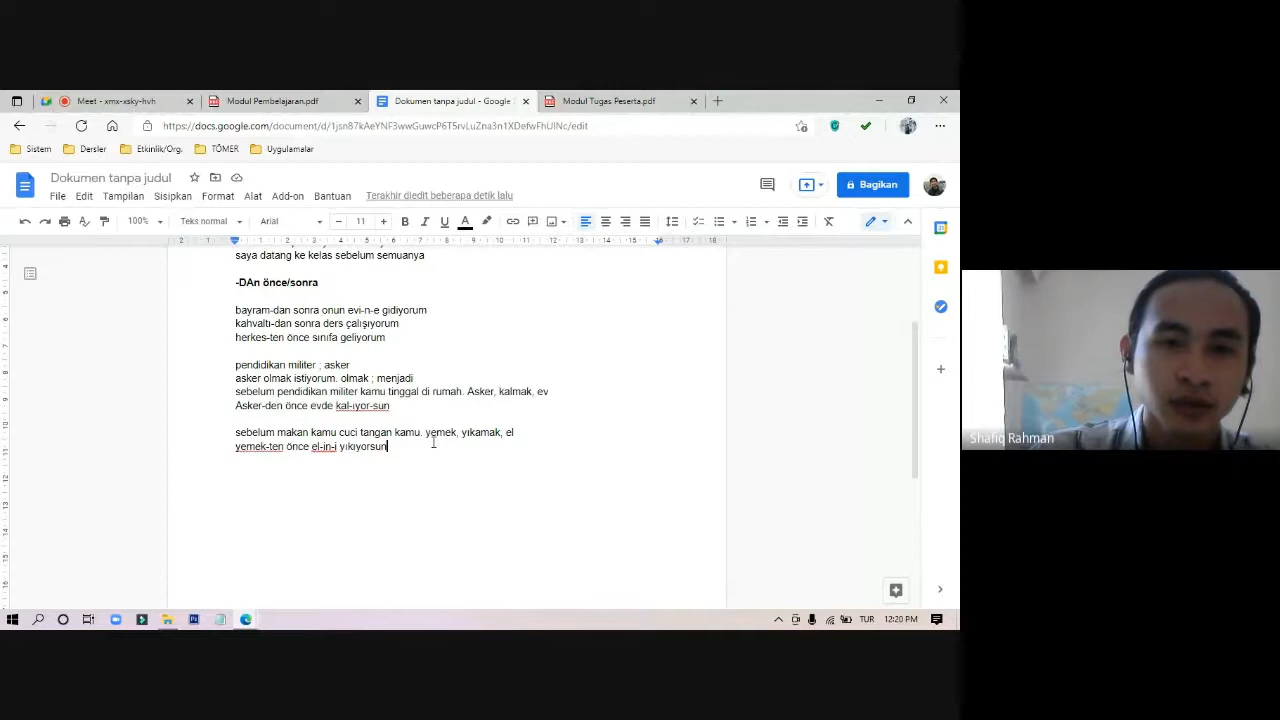 Meet - xmx-xsky-hvh
Modul Pembelajaran.pdf
Dokumen tanpa judul - Google
Modul Tugas Peserta.pdf
https://docs.google.com/document/d/1jsn87kAeYNF3wwGuwcP6T5rvLuZna3n1XDefwFhUINc/edit
Sistem
Dersler
Etkinlik/Org.
TÖMER
Uygulamalar
Dokumen tanpa judul
File Edit Tampilan Sisipkan Format Alat Add-on Bantuan
Terakhir diedit beberapa detik lalu
Bagikan
100% Teks normal Arial 11
saya datang ke kelas sebelum semuanya
-DAn önce/sonra
bayram-dan sonra onun evi-n-e gidiyorum
kahvaltı-dan sonra ders çalışıyorum
herkes-ten önce sınıfa geliyorum
pendidikan militer ; asker
asker olmak istiyorum. olmak ; menjadi
sebelum pendidikan militer kamu tinggal di rumah. Asker, kalmak, ev
Asker-den önce evde kal-ıyor-sun
sebelum makan kamu cuci tangan kamu. yemek, yıkamak, el
yemek-ten önce el-in-i yıkıyorsun
Shafiq Rahman
TUR
12:20 PM